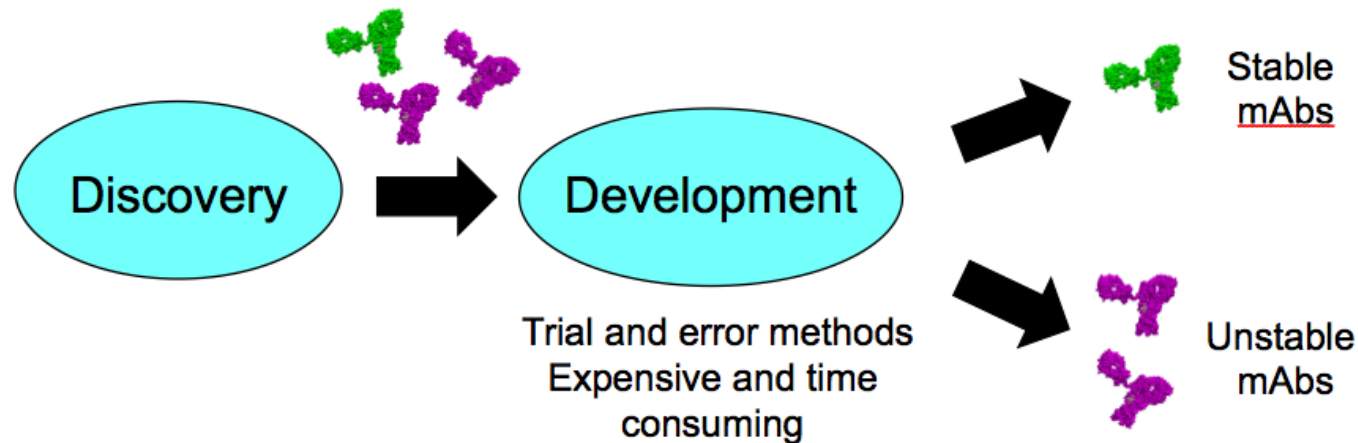 Discovery
Development
Trial and error methods
Expensive and time
consuming
Stable
mAbs
Unstable
mAbs